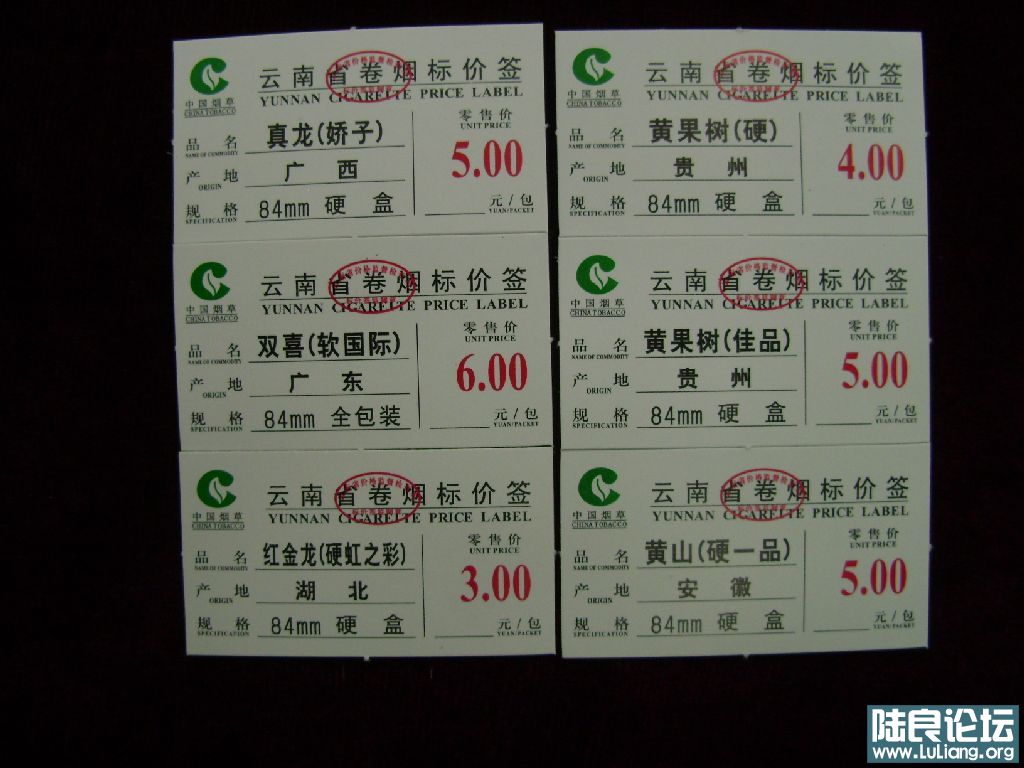 云南省卷烟标价签
YUNNAN CIGARETTE PRICE LABEL
中国烟草
CHINA TOBACCO
零售价
UNIT PRICE
品名 真龙(娇子)
NAME OF COMMODITY
5.00
产地 广西
ORIGIN
规格 84mm 硬盒
SPECIFICATION
元/包
YUAN/PACKET
云南省卷烟标价签
YUNNAN CIGARETTE PRICE LABEL
中国烟草
CHINA TOBACCO
零售价
UNIT PRICE
品名 黄果树(硬)
NAME OF COMMODITY
4.00
产地 贵州
ORIGIN
规格 84mm 硬盒
SPECIFICATION
元/包
YUAN/PACKET
云南省卷烟标价签
YUNNAN CIGARETTE PRICE LABEL
中国烟草
CHINA TOBACCO
零售价
UNIT PRICE
品名 双喜(软国际)
NAME OF COMMODITY
6.00
产地 广东
ORIGIN
规格 84mm 全包装
SPECIFICATION
元/包
YUAN/PACKET
云南省卷烟标价签
YUNNAN CIGARETTE PRICE LABEL
中国烟草
CHINA TOBACCO
零售价
UNIT PRICE
品名 黄果树(佳品)
NAME OF COMMODITY
5.00
产地 贵州
ORIGIN
规格 84mm 硬盒
SPECIFICATION
元/包
YUAN/PACKET
云南省卷烟标价签
YUNNAN CIGARETTE PRICE LABEL
中国烟草
CHINA TOBACCO
零售价
UNIT PRICE
品名 红金龙(硬虹之彩)
NAME OF COMMODITY
3.00
产地 湖北
ORIGIN
规格 84mm 硬盒
SPECIFICATION
元/包
YUAN/PACKET
云南省卷烟标价签
YUNNAN CIGARETTE PRICE LABEL
中国烟草
CHINA TOBACCO
零售价
UNIT PRICE
品名 黄山(硬一品)
NAME OF COMMODITY
5.00
产地 安徽
ORIGIN
规格 84mm 硬盒
SPECIFICATION
元/包
YUAN/PACKET
陆良论坛
www.LuLiang.org